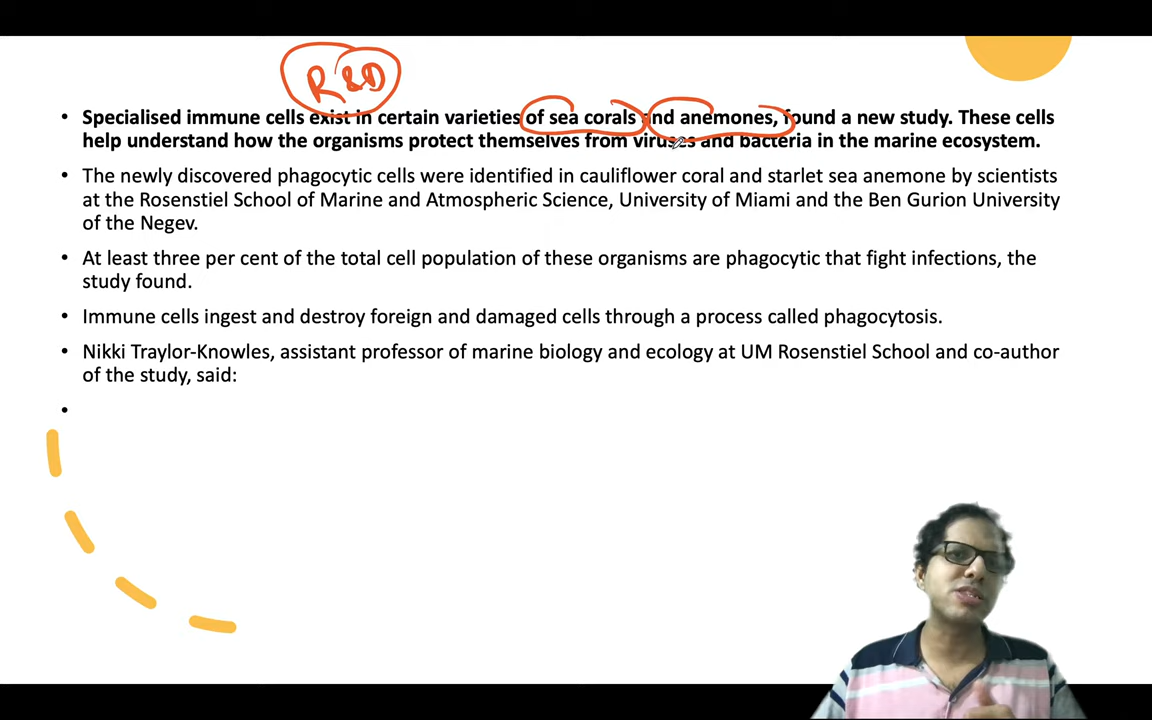 R&D
• Specialised immune cells exist in certain varieties of sea corals and anemones, found a new study. These cells
help understand how the organisms protect themselves from viruses and bacteria in the marine ecosystem.
• The newly discovered phagocytic cells were identified in cauliflower coral and starlet sea anemone by scientists
at the Rosenstiel School of Marine and Atmospheric Science, University of Miami and the Ben Gurion University
of the Negev.
• At least three per cent of the total cell population of these organisms are phagocytic that fight infections, the
study found.
• Immune cells ingest and destroy foreign and damaged cells through a process called phagocytosis.
• Nikki Traylor-Knowles, assistant professor of marine biology and ecology at UM Rosenstiel School and co-author
of the study, said:
•